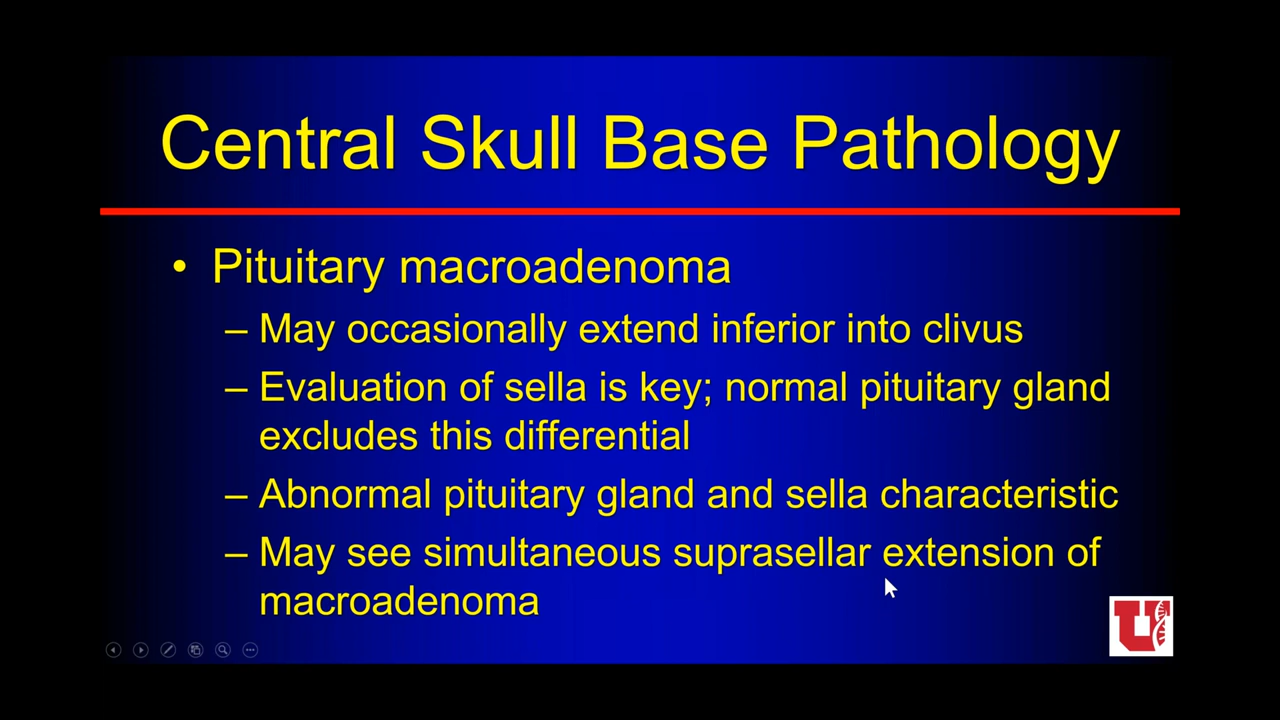 Central Skull Base Pathology
• Pituitary macroadenoma
– May occasionally extend inferior into clivus
– Evaluation of sella is key; normal pituitary gland
excludes this differential
– Abnormal pituitary gland and sella characteristic
– May see simultaneous suprasellar extension of
macroadenoma
U